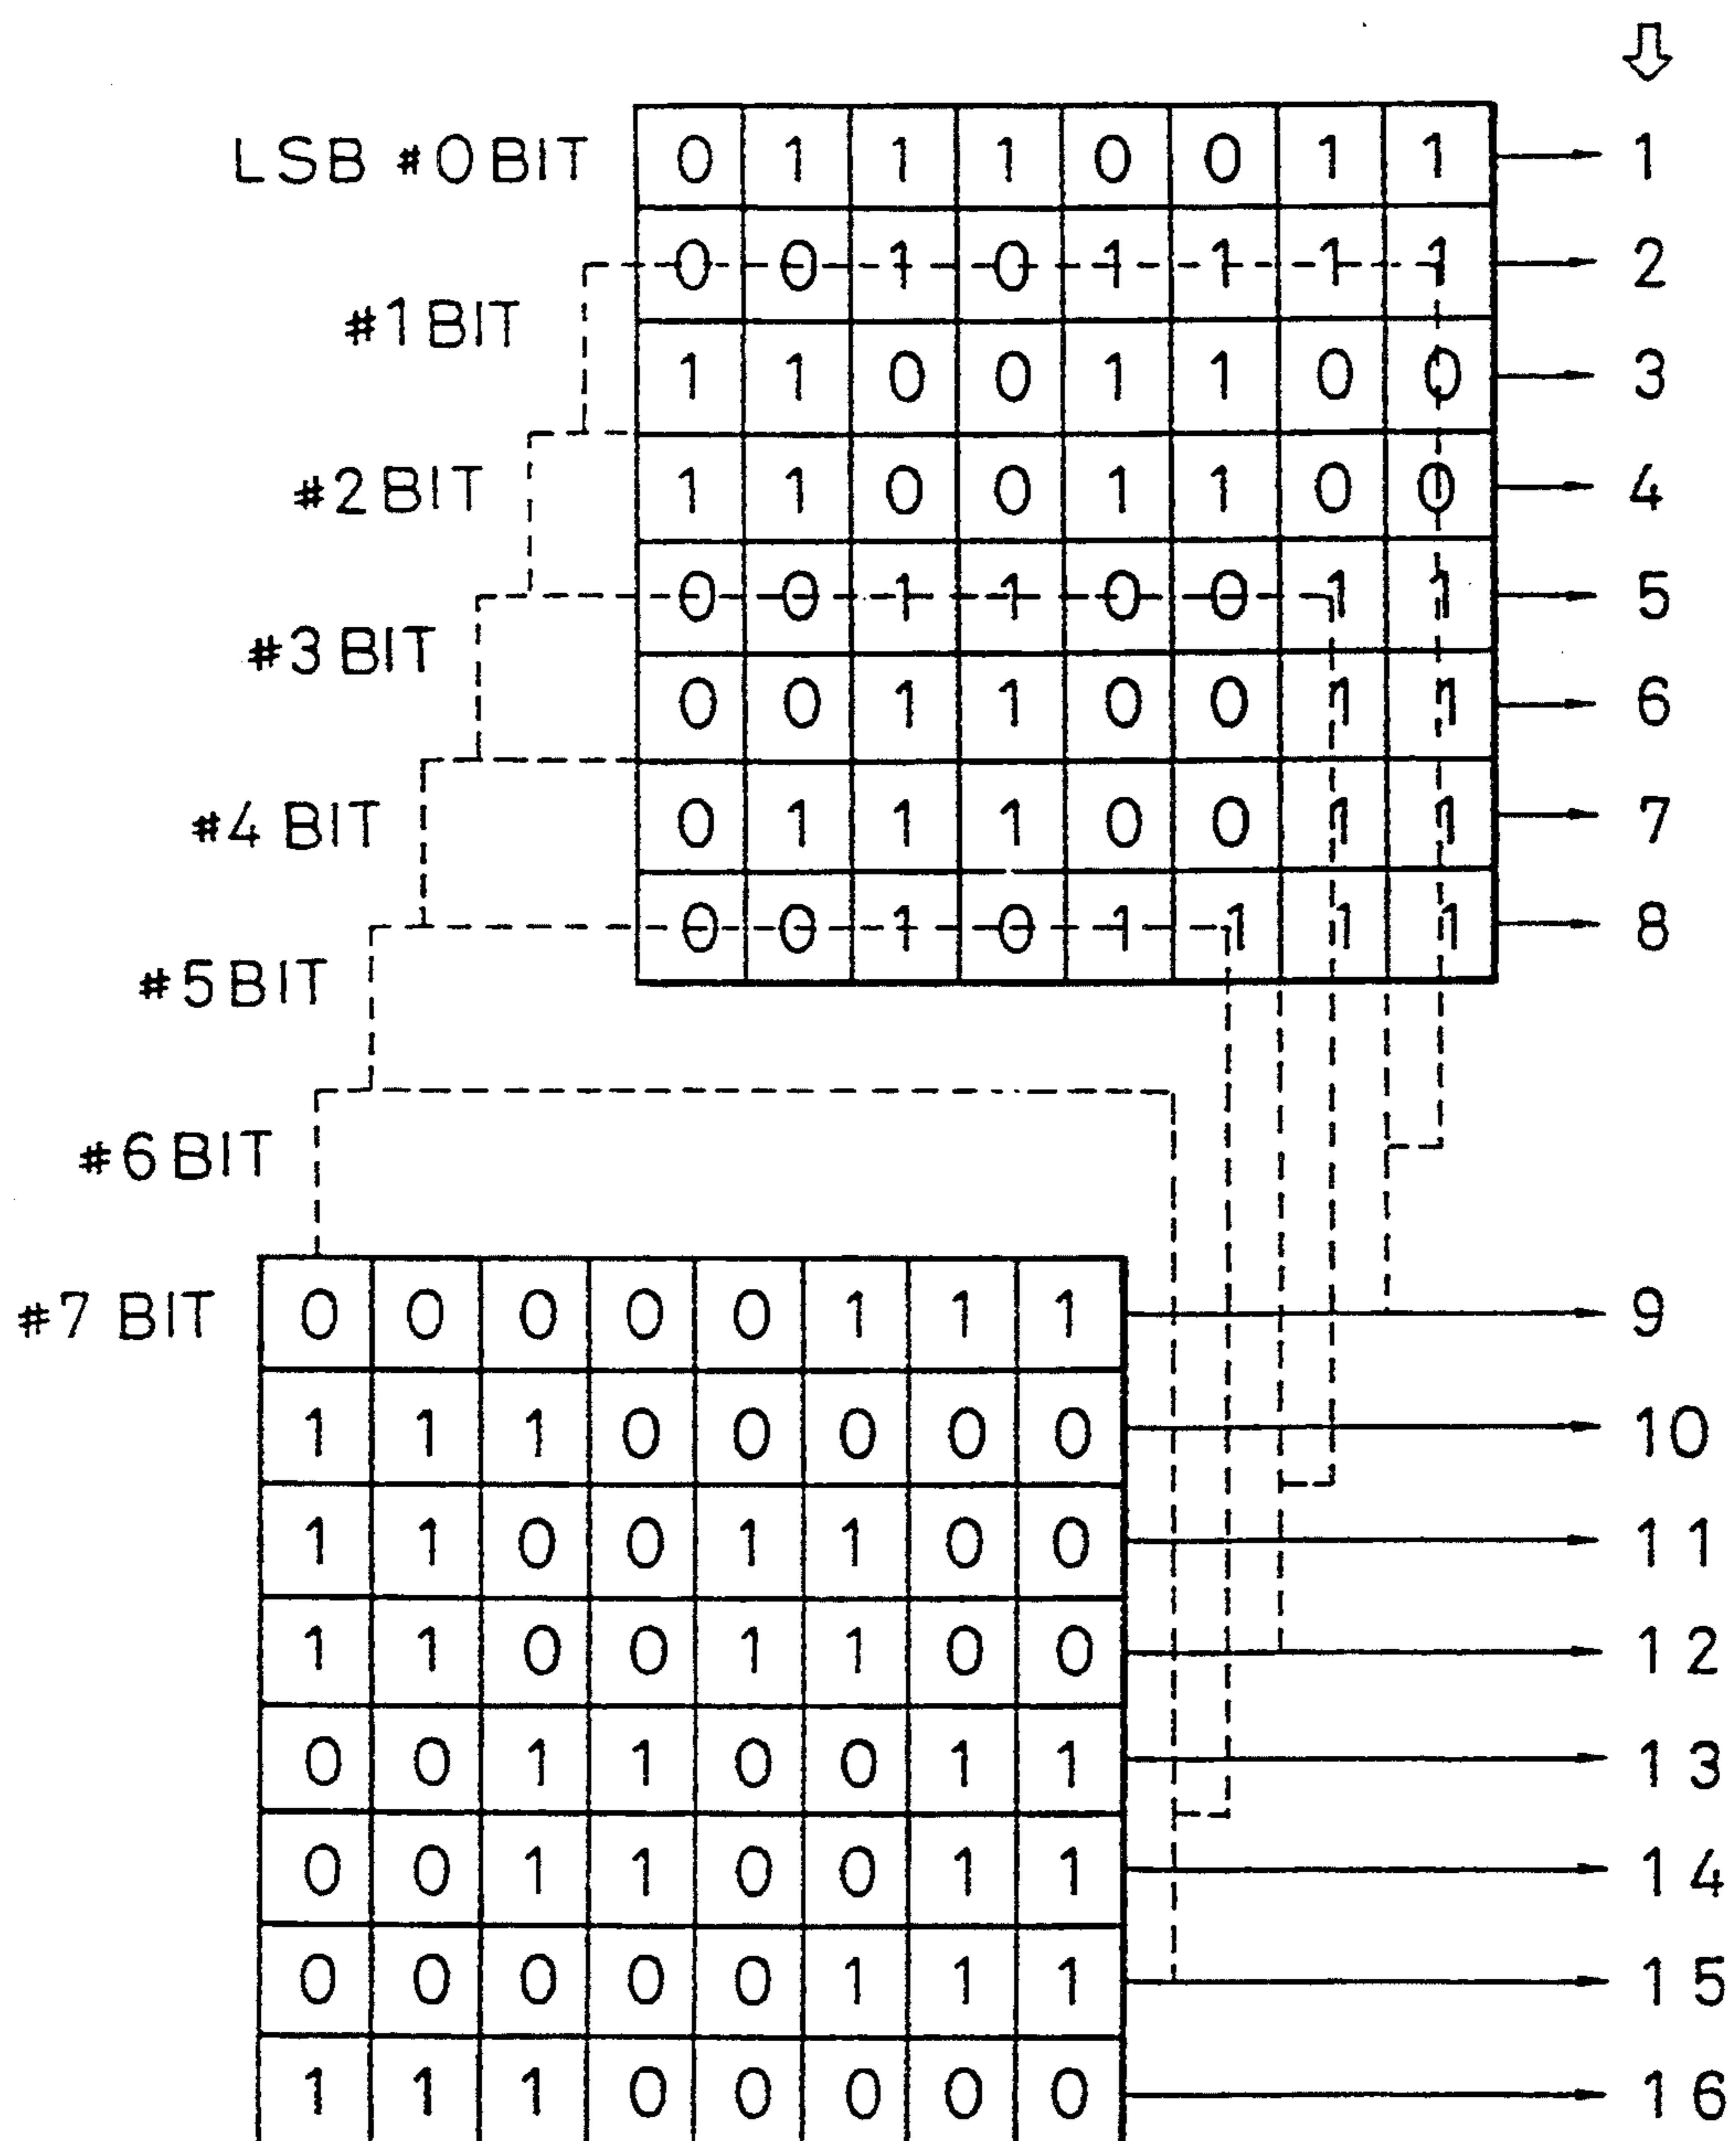 LSB #0 BIT 0 1 1 1 0 0 1 1 1
0 0 1 0 1 1 1 1 2
#1 BIT
1 1 0 0 1 1 0 0 3
#2 BIT 1 1 0 0 1 1 0 0 4
0 0 1 1 0 0 1 1 5
#3 BIT
0 0 1 1 0 0 1 1 6
#4 BIT 0 1 1 1 0 0 1 1 7
0 0 1 0 1 1 1 1 8
#5 BIT
#6 BIT
#7 BIT 0 0 0 0 0 1 1 1 9
1 1 1 0 0 0 0 0 10
1 1 0 0 1 1 0 0 11
1 1 0 0 1 1 0 0 12
0 0 1 1 0 0 1 1 13
0 0 1 1 0 0 1 1 14
0 0 0 0 0 1 1 1 15
1 1 1 0 0 0 0 0 16